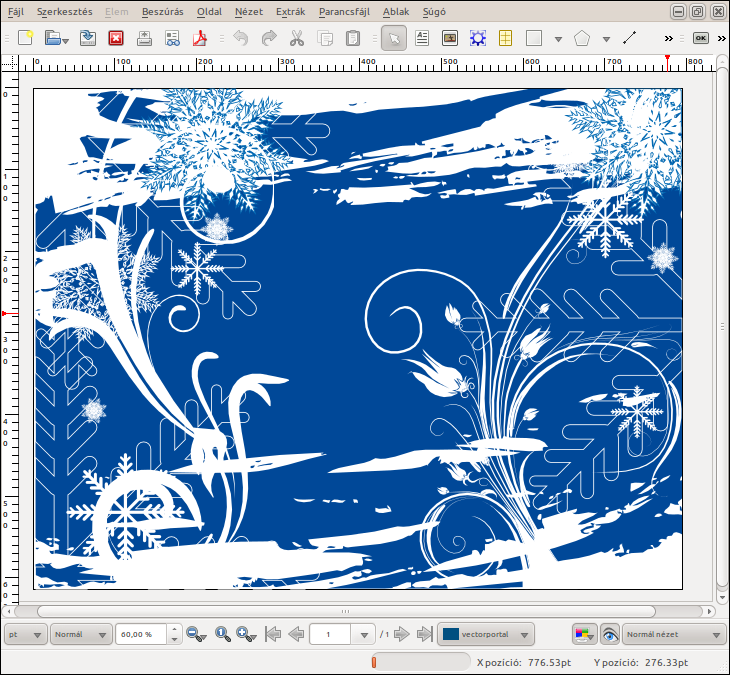 Fájl Szerkesztés Elem Beszúrás Oldal Nézet Extrák Parancsfájl Ablak Súgó
PDF OK
0 100 200 300 400 500 600 700 800
0
100
200
300
400
500
60
pt Normál 60,00 % 1 / 1 vectorportal Normál nézet
X pozíció: 776.53pt Y pozíció: 276.33pt